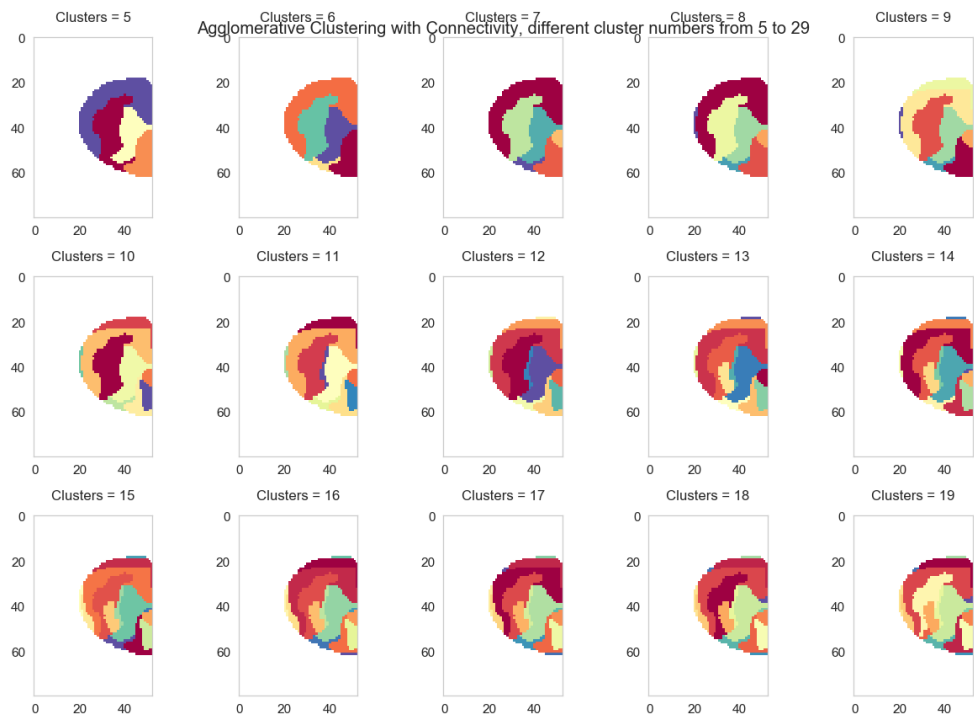 Clusters = 5 Clusters = 6 Clusters = 7 Clusters = 8 Clusters = 9
Agglomerative Clustering with Connectivity, different cluster numbers from 5 to 29
0 0 0 0 0
20 20 20 20 20
40 40 40 40 40
60 60 60 60 60
0 20 40 0 20 40 0 20 40 0 20 40 0 20 40
Clusters = 10 Clusters = 11 Clusters = 12 Clusters = 13 Clusters = 14
0 0 0 0 0
20 20 20 20 20
40 40 40 40 40
60 60 60 60 60
0 20 40 0 20 40 0 20 40 0 20 40 0 20 40
Clusters = 15 Clusters = 16 Clusters = 17 Clusters = 18 Clusters = 19
0 0 0 0 0
20 20 20 20 20
40 40 40 40 40
60 60 60 60 60
0 20 40 0 20 40 0 20 40 0 20 40 0 20 40